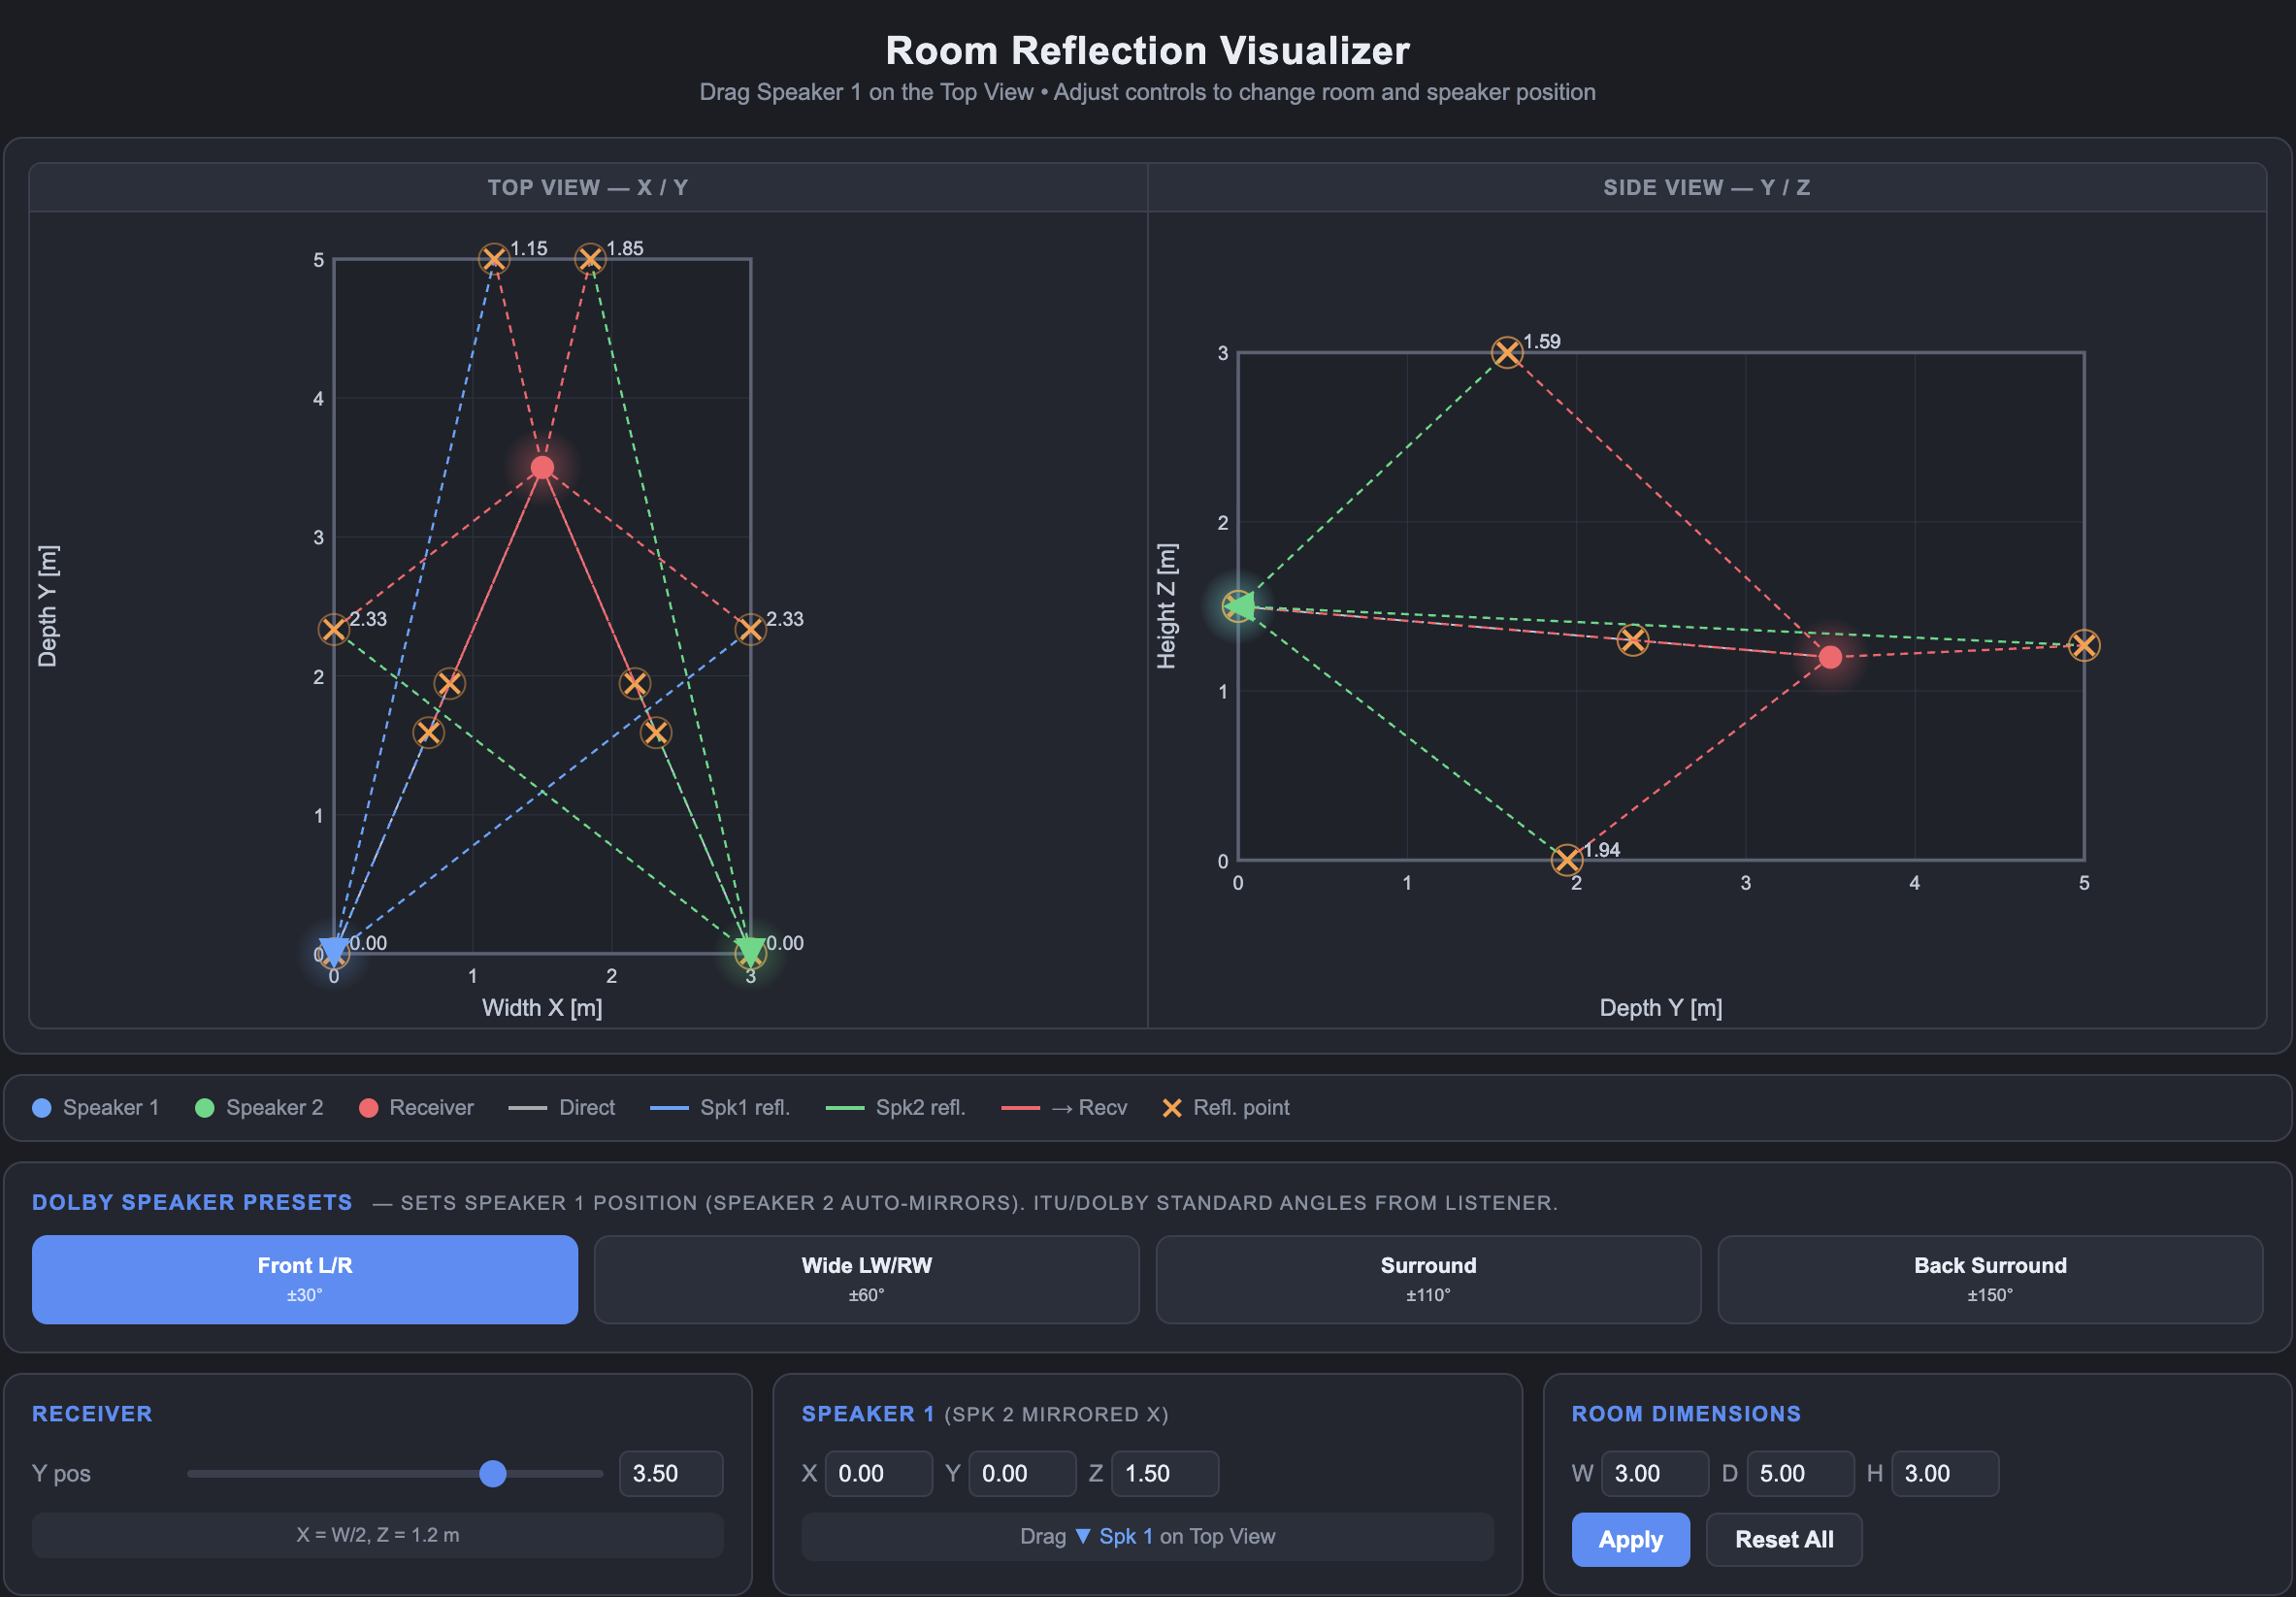 Room Reflection Visualizer
Drag Speaker 1 on the Top View • Adjust controls to change room and speaker position
TOP VIEW — X / Y
SIDE VIEW — Y / Z
1.15
1.85
5
4
3
2
1
0
2.33
2.33
0.00
0.00
0
1
2
3
Depth Y [m]
Width X [m]
1.59
3
2
1
0
1.94
0
1
2
3
4
5
Height Z [m]
Depth Y [m]
Speaker 1
Speaker 2
Receiver
Direct
Spk1 refl.
Spk2 refl.
→ Recv
Refl. point
DOLBY SPEAKER PRESETS — SETS SPEAKER 1 POSITION (SPEAKER 2 AUTO-MIRRORS). ITU/DOLBY STANDARD ANGLES FROM LISTENER.
Front L/R
±30°
Wide LW/RW
±60°
Surround
±110°
Back Surround
±150°
RECEIVER
Y pos
3.50
X = W/2, Z = 1.2 m
SPEAKER 1 (SPK 2 MIRRORED X)
X 0.00 Y 0.00 Z 1.50
Drag ▼ Spk 1 on Top View
ROOM DIMENSIONS
W 3.00 D 5.00 H 3.00
Apply
Reset All